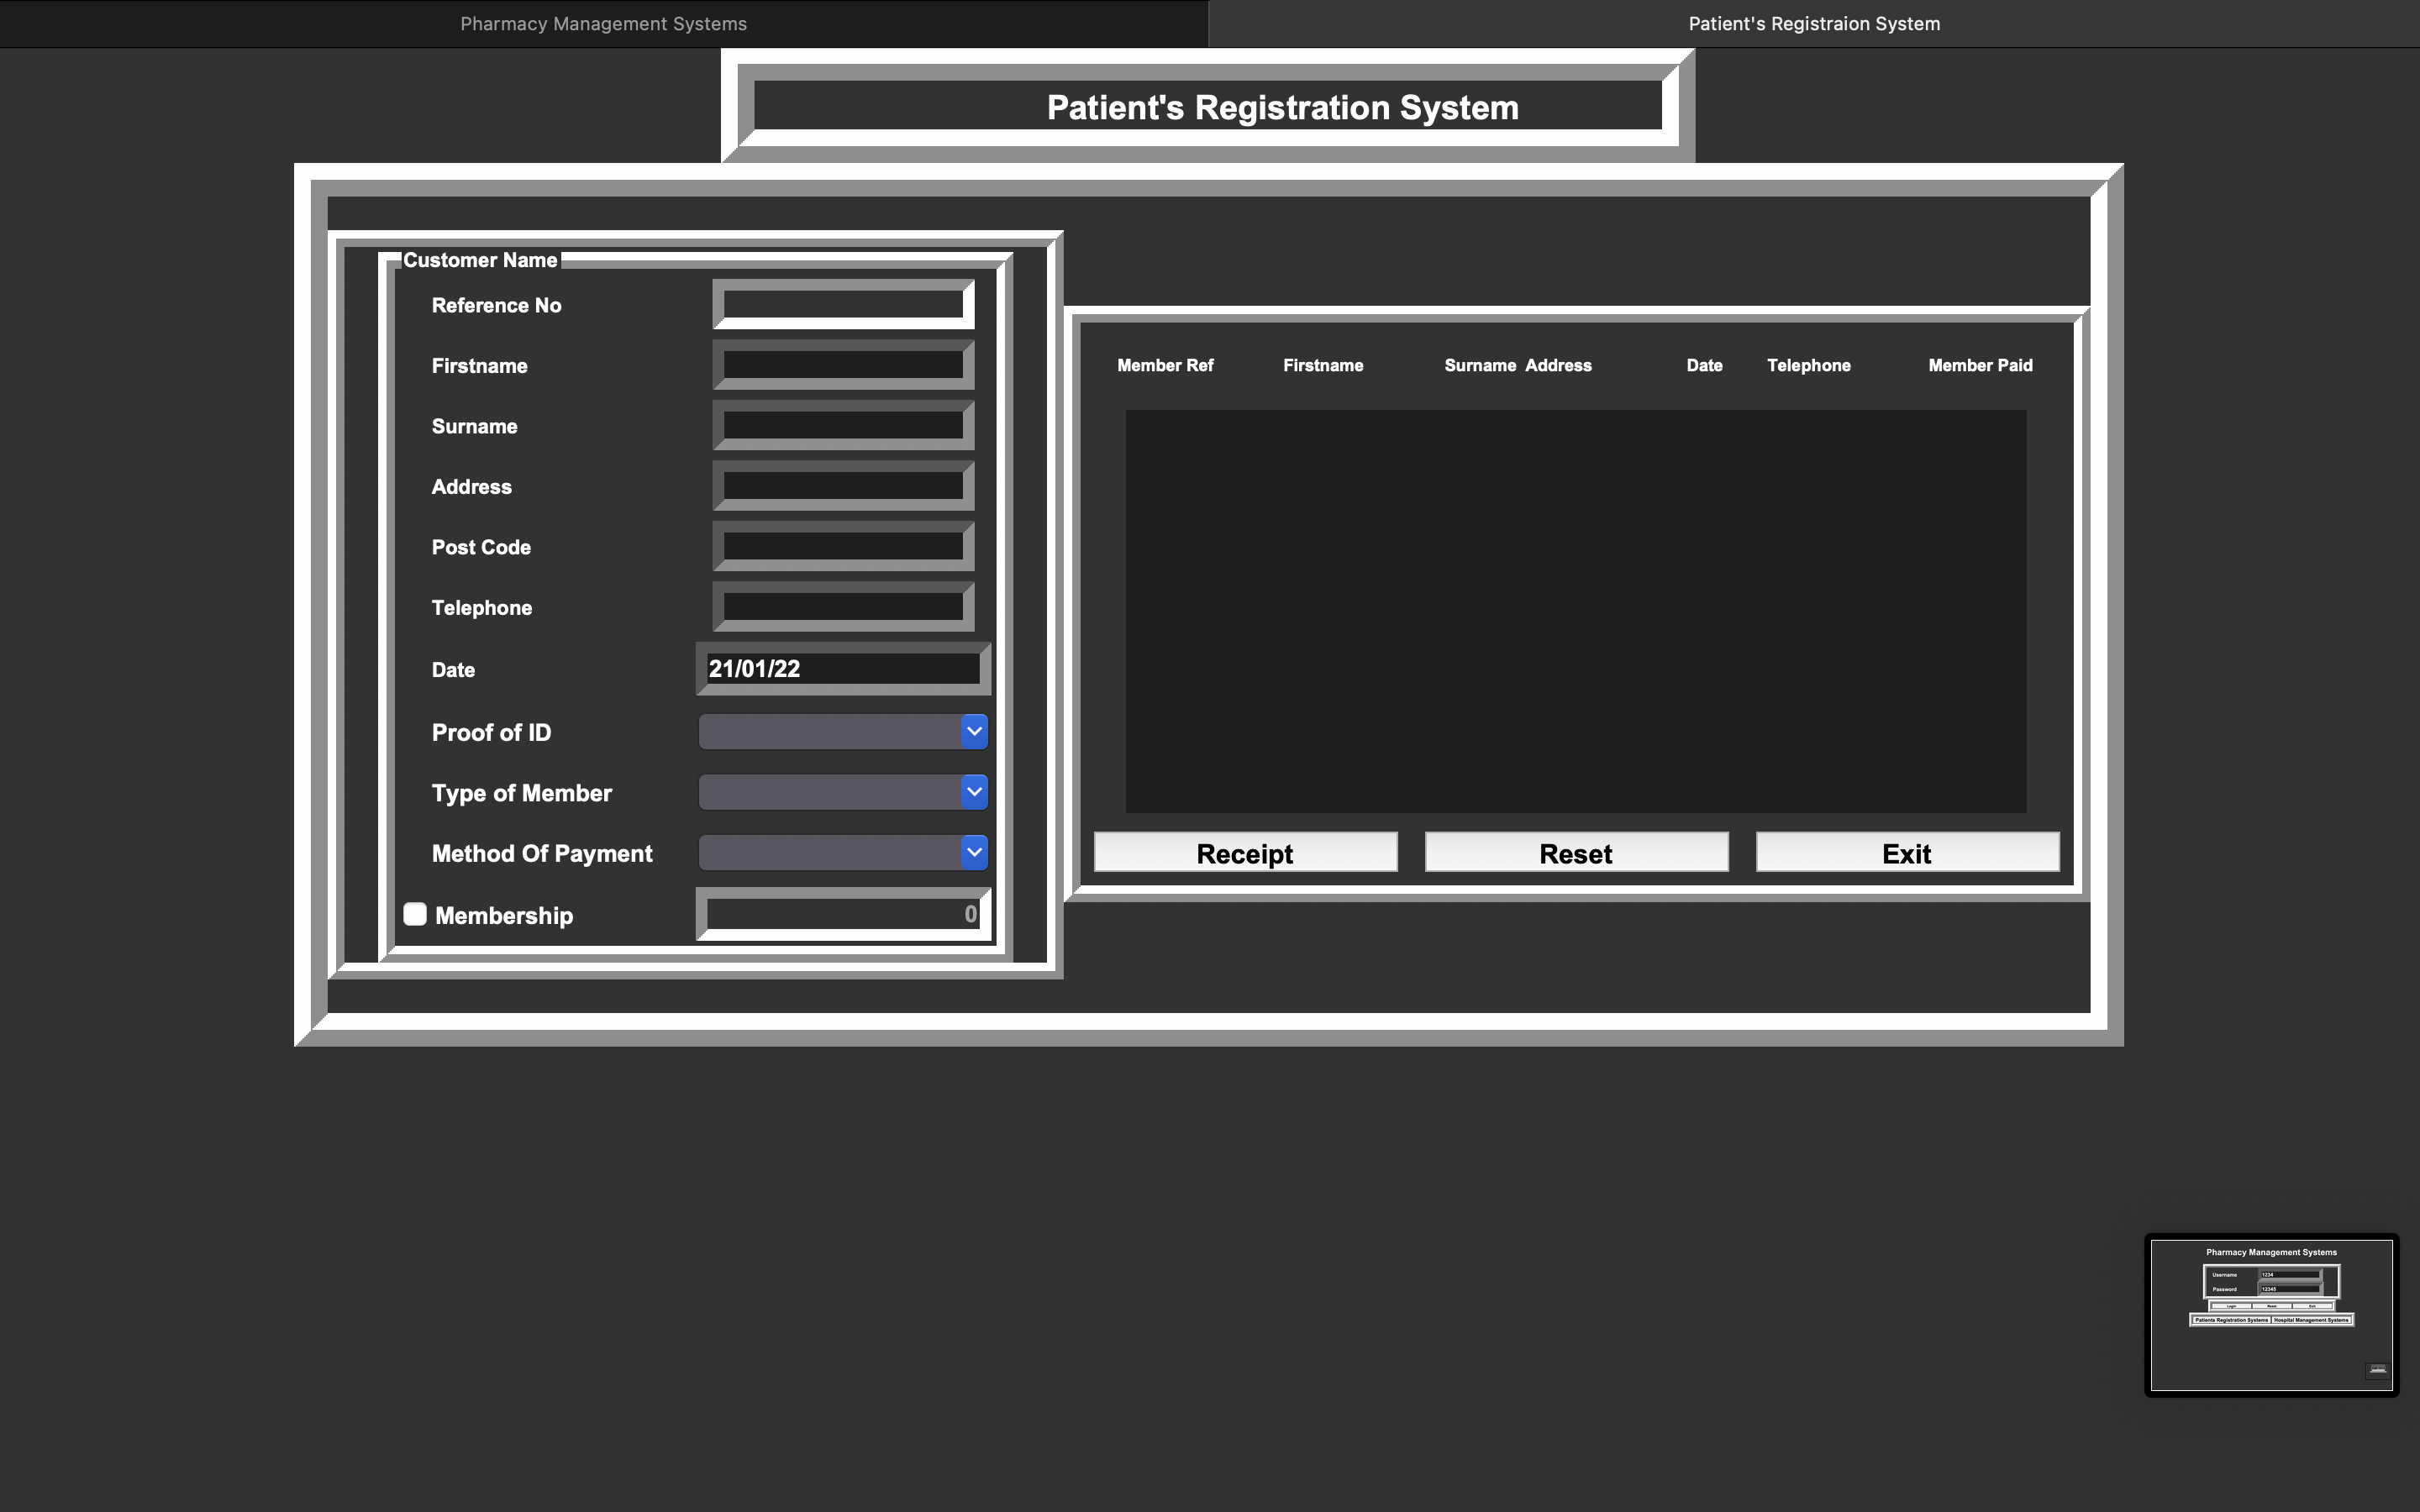 Pharmacy Management Systems
Patient's Registraion System
Patient's Registration System
Customer Name
Reference No
Firstname
Surname
Address
Post Code
Telephone
Date 21/01/22
Proof of ID
Type of Member
Method Of Payment
Membership 0
Member Ref Firstname Surname Address Date Telephone Member Paid
Receipt Reset Exit
Pharmacy Management Systems
Username 1234
Password 12345
Login Reset Exit
Patients Registration Systems Hospital Management Systems